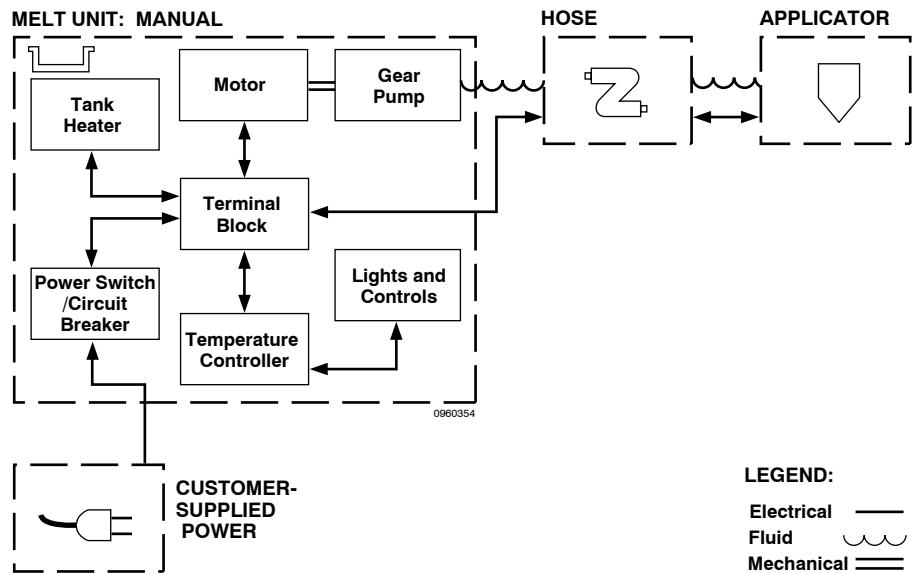 MELT UNIT: MANUAL
HOSE
APPLICATOR
Tank
Heater
Motor
Gear
Pump
Terminal
Block
Power Switch
/Circuit
Breaker
Lights and
Controls
Temperature
Controller
0960354
CUSTOMER-
SUPPLIED
POWER
LEGEND:
Electrical
Fluid
Mechanical